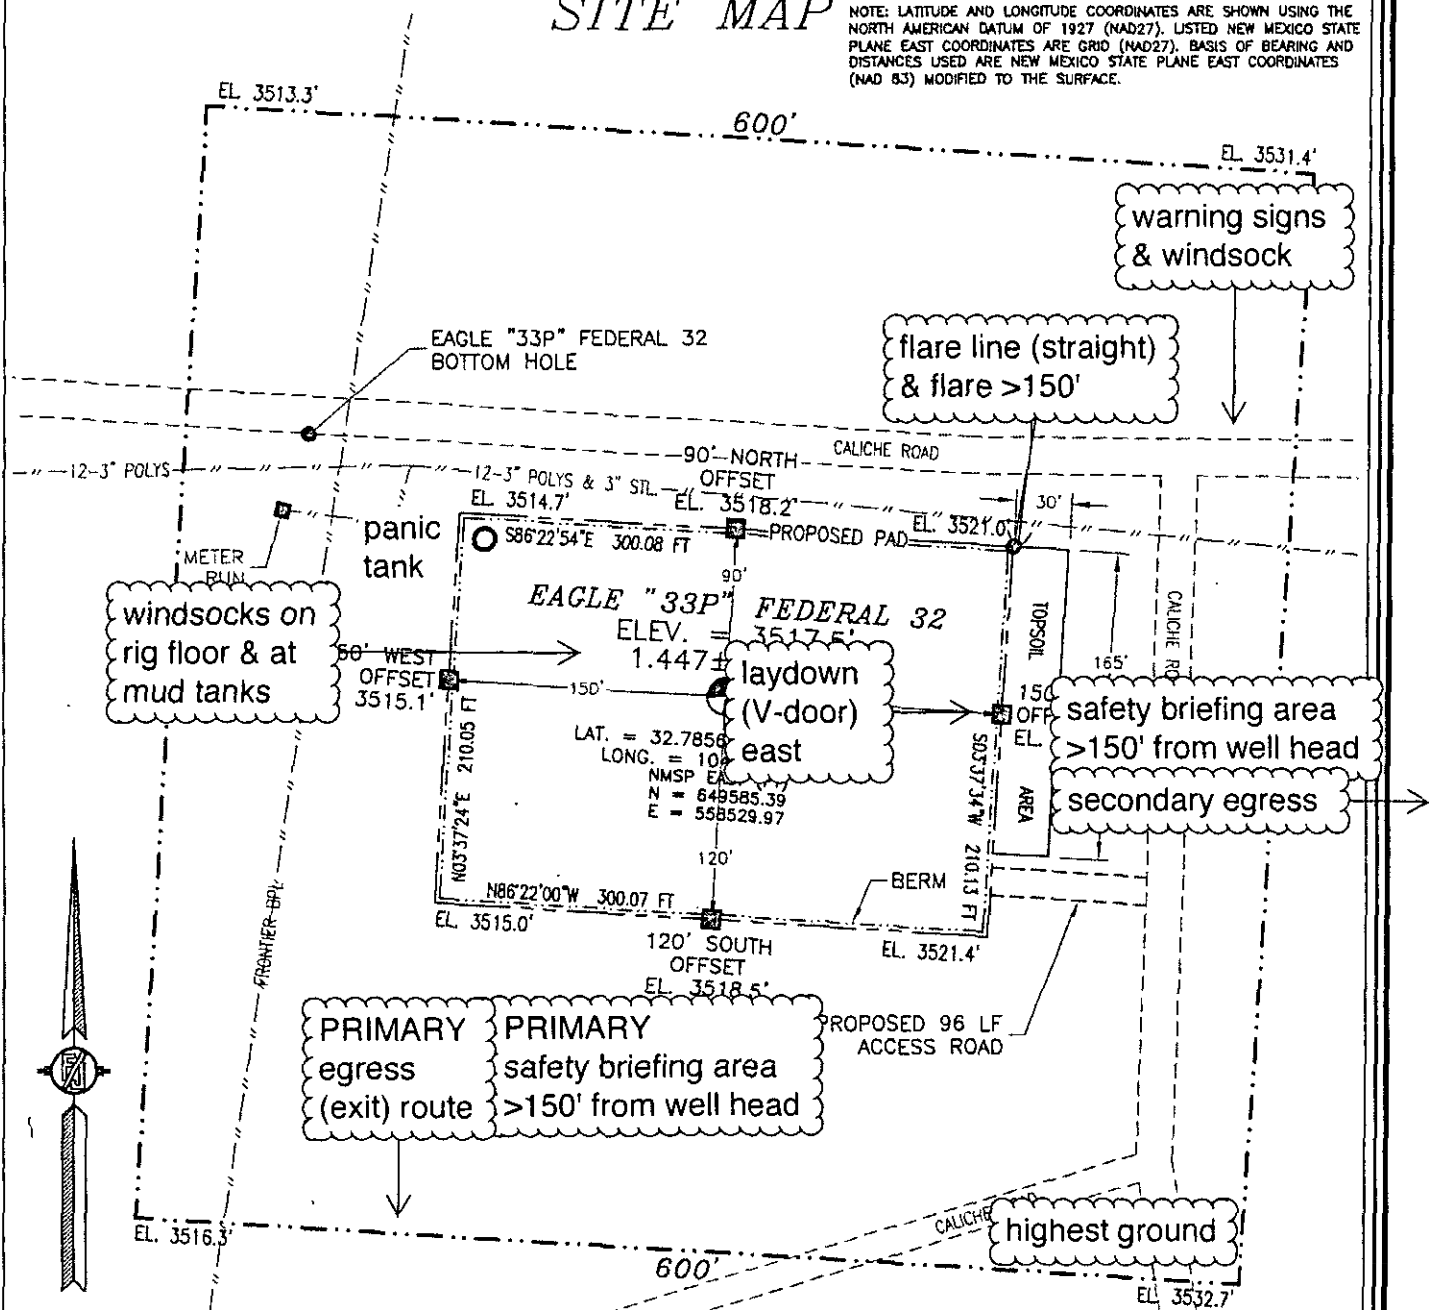 SITE MAP
NOTE: LATITUDE AND LONGITUDE COORDINATES ARE SHOWN USING THE
NORTH AMERICAN DATUM OF 1927 (NAD27). LISTED NEW MEXICO STATE
PLANE EAST COORDINATES ARE GRID (NAD27). BASIS OF BEARING AND
DISTANCES USED ARE NEW MEXICO STATE PLANE EAST COORDINATES
(NAD 83) MODIFIED TO THE SURFACE.
EL. 3513.3'
600'
EL. 3531.4'
warning signs
& windsock
EAGLE "33P" FEDERAL 32
BOTTOM HOLE
flare line (straight)
& flare >150'
CALICHE ROAD
12-3" POLYS
12-3" POLYS & 3" STL.
90' NORTH
OFFSET
EL. 3518.2'
EL. 3514.7'
30'
EL. 3521.0'
PROPOSED PAD
S86°22'54"E 300.08 FT
panic
tank
METER
RUN
90'
EAGLE "33P" FEDERAL 32
ELEV. =
1.447±
windsocks on
rig floor & at
mud tanks
WEST
OFFSET
3515.1'
150'
laydown
(V-door)
east
TOPSOIL
AREA
CALICHE
165'
safety briefing area
>150' from well head
EL.
secondary egress
LAT. = 32.7856
LONG. =
NMSP
N = 649585.39
E = 558529.97
N03°37'24"E 210.05 FT
S03°37'34"W 210.13 FT
120'
N86°22'00"W 300.07 FT
BERM
EL. 3515.0'
120' SOUTH
OFFSET
EL. 3518.5'
EL. 3521.4'
FRONTIER
PRIMARY
egress
(exit) route
PRIMARY
safety briefing area
>150' from well head
PROPOSED 96 LF
ACCESS ROAD
CALICHE
highest ground
EL. 3516.3'
600'
EL. 3532.7'